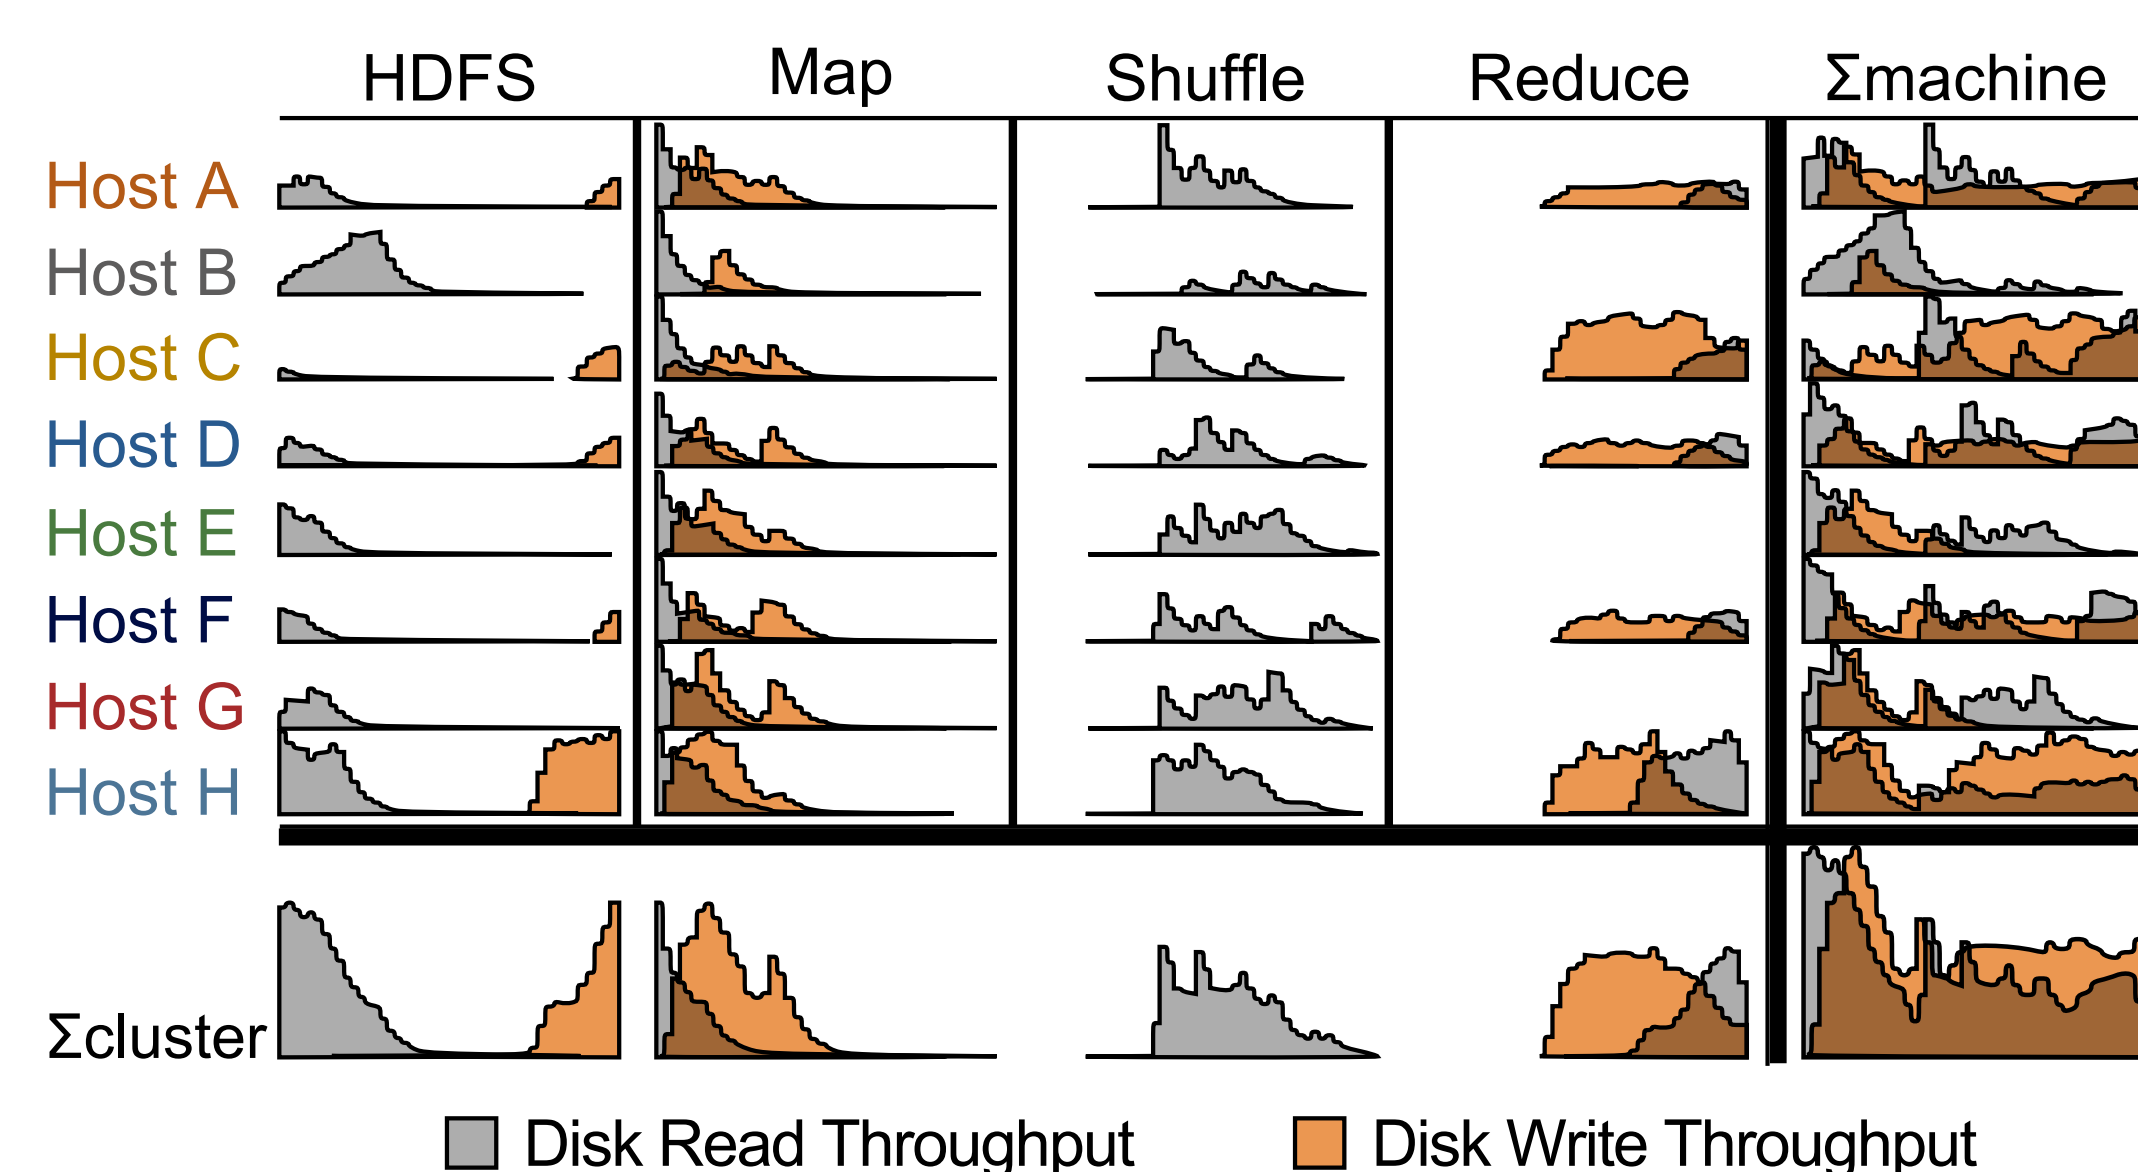 HDFS Map Shuffle Reduce Σmachine
Host A
Host B
Host C
Host D
Host E
Host F
Host G
Host H
Σcluster
Disk Read Throughput Disk Write Throughput